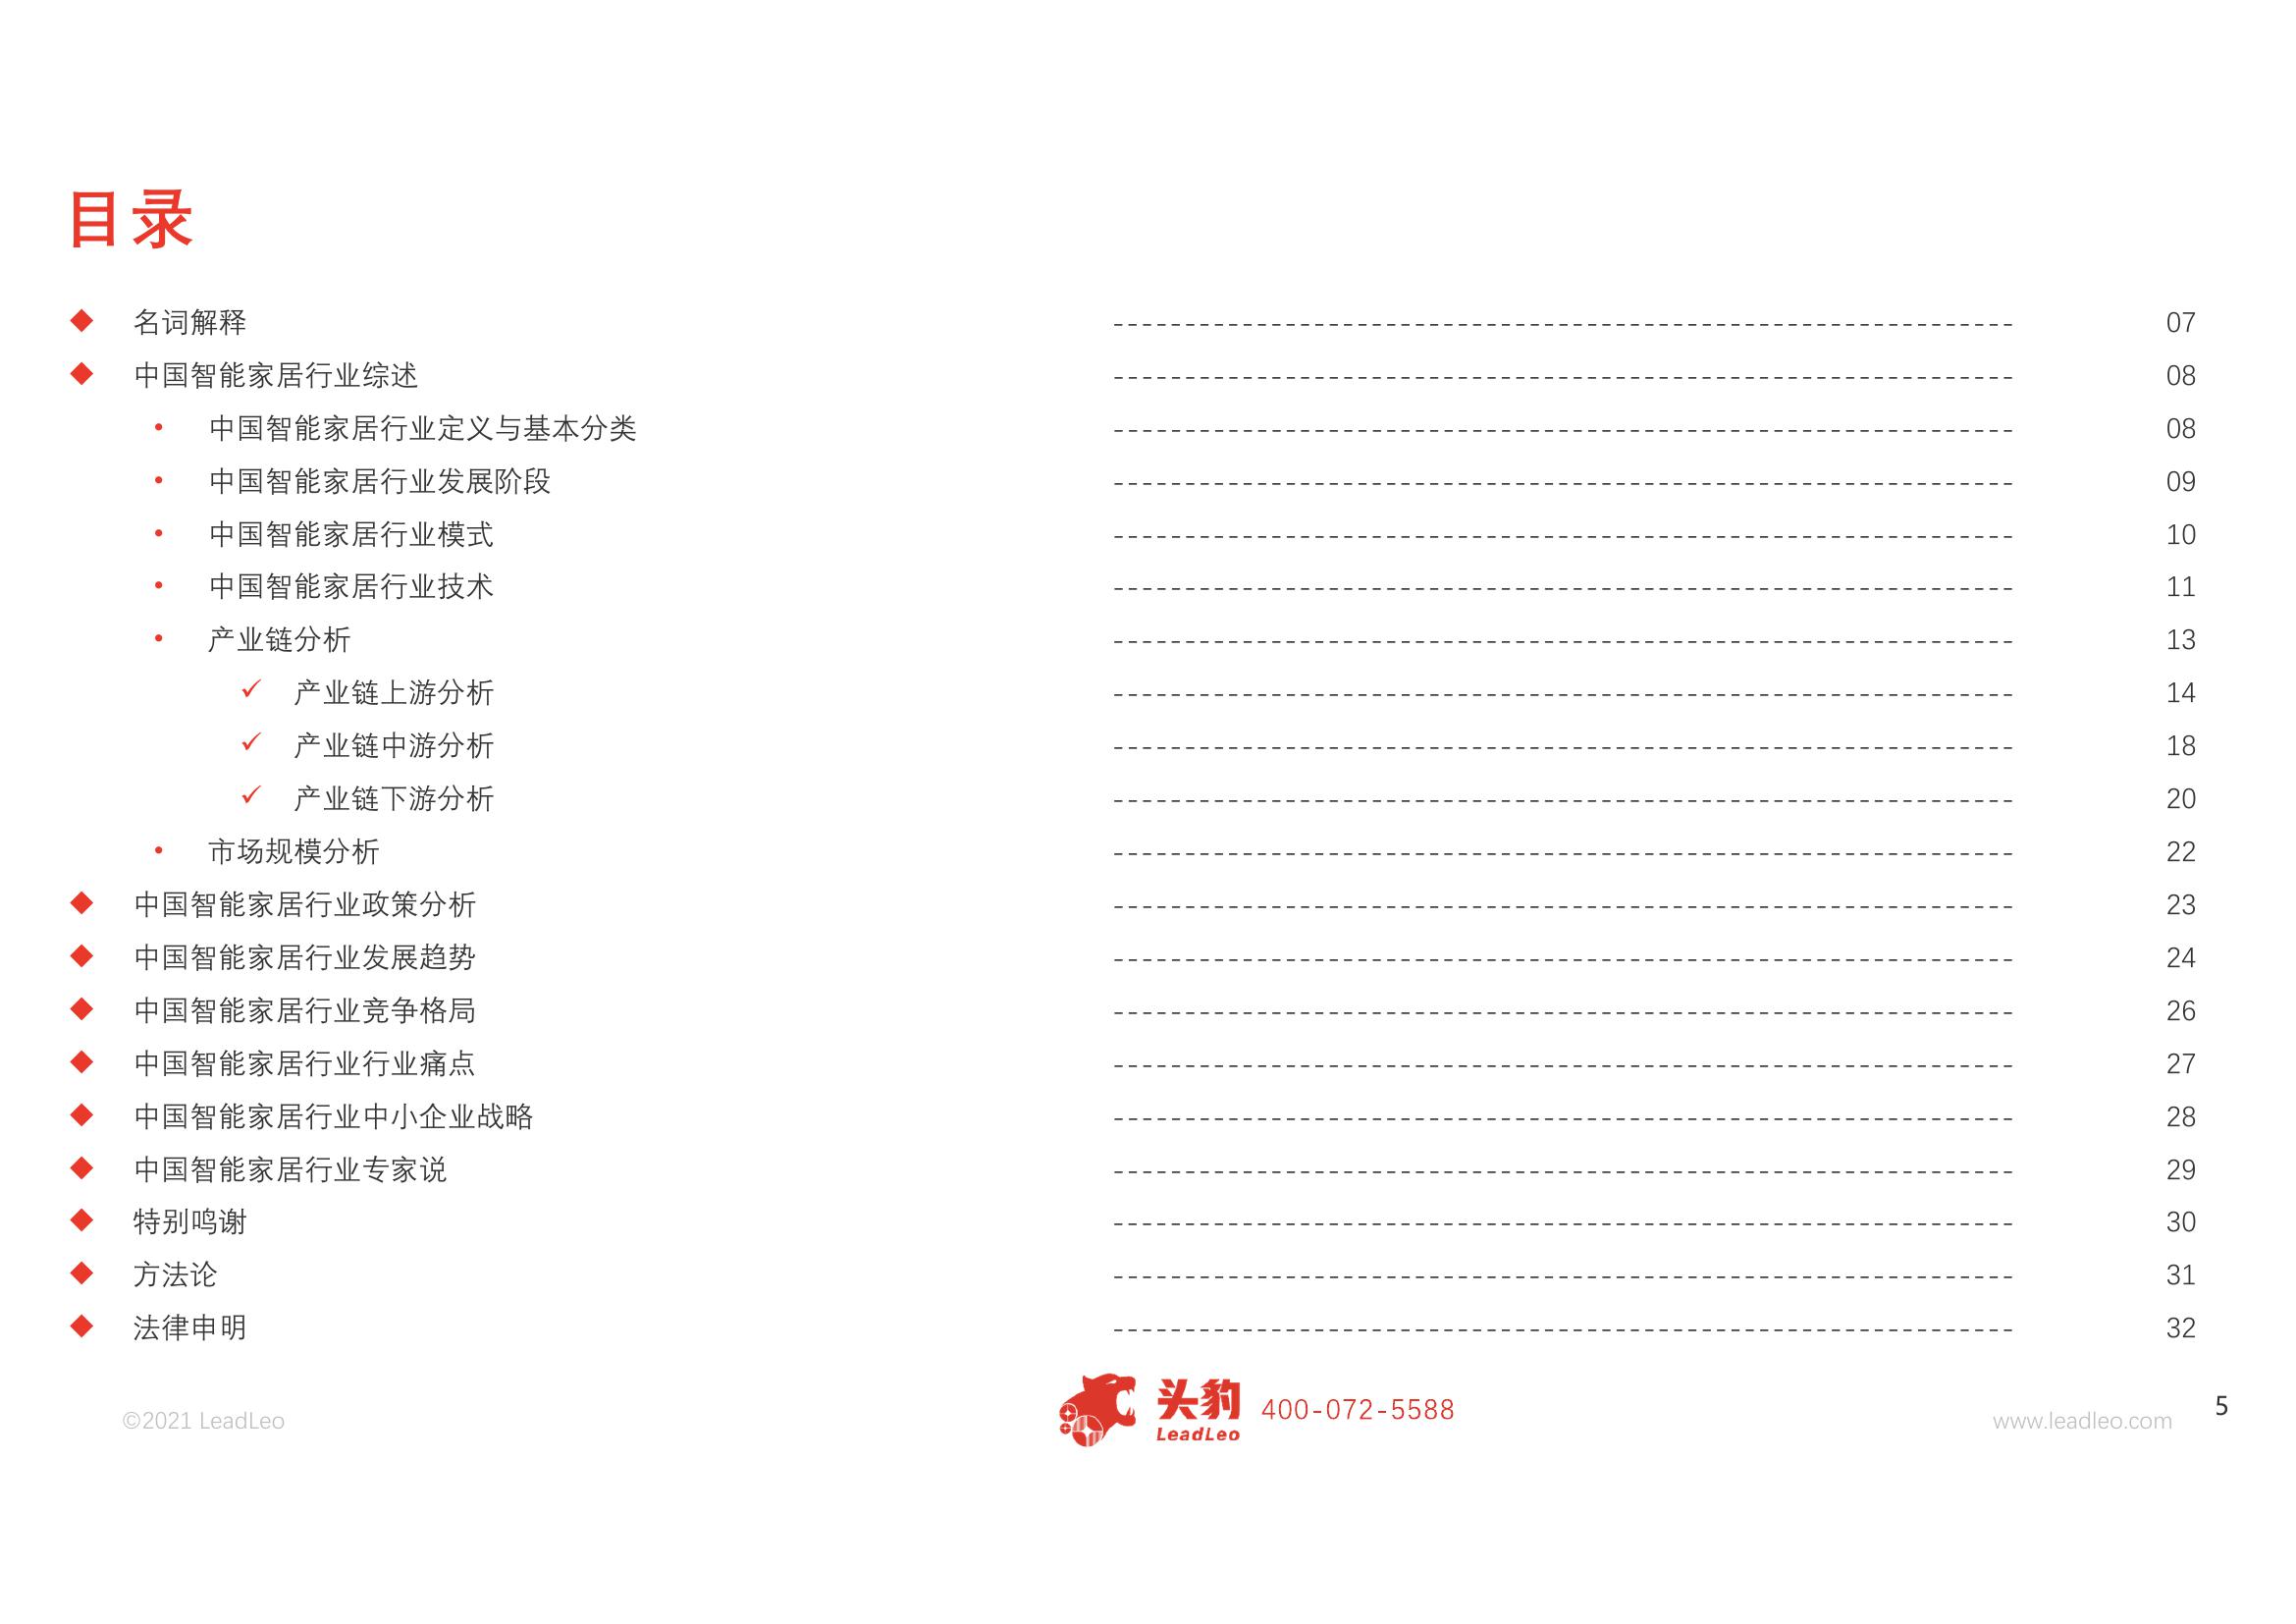 目录
◆ 名词解释 ---------------------------------------------------------------- 07
◆ 中国智能家居行业综述 ---------------------------------------------------------------- 08
• 中国智能家居行业定义与基本分类 ---------------------------------------------------------------- 08
• 中国智能家居行业发展阶段 ---------------------------------------------------------------- 09
• 中国智能家居行业模式 ---------------------------------------------------------------- 10
• 中国智能家居行业技术 ---------------------------------------------------------------- 11
• 产业链分析 ---------------------------------------------------------------- 13
✓ 产业链上游分析 ---------------------------------------------------------------- 14
✓ 产业链中游分析 ---------------------------------------------------------------- 18
✓ 产业链下游分析 ---------------------------------------------------------------- 20
• 市场规模分析 ---------------------------------------------------------------- 22
◆ 中国智能家居行业政策分析 ---------------------------------------------------------------- 23
◆ 中国智能家居行业发展趋势 ---------------------------------------------------------------- 24
◆ 中国智能家居行业竞争格局 ---------------------------------------------------------------- 26
◆ 中国智能家居行业行业痛点 ---------------------------------------------------------------- 27
◆ 中国智能家居行业中小企业战略 ---------------------------------------------------------------- 28
◆ 中国智能家居行业专家说 ---------------------------------------------------------------- 29
◆ 特别鸣谢 ---------------------------------------------------------------- 30
◆ 方法论 ---------------------------------------------------------------- 31
◆ 法律申明 ---------------------------------------------------------------- 32
©2021 LeadLeo
头豹
LeadLeo
400-072-5588
www.leadleo.com
5